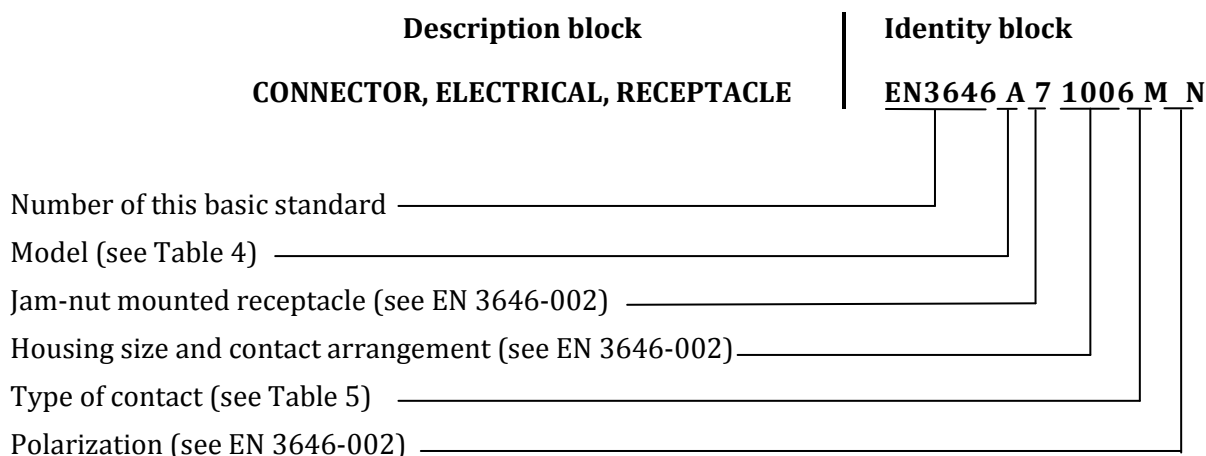 Description block Identity block
CONNECTOR, ELECTRICAL, RECEPTACLE EN3646 A 7 1006 M N
Number of this basic standard
Model (see Table 4)
Jam-nut mounted receptacle (see EN 3646-002)
Housing size and contact arrangement (see EN 3646-002)
Type of contact (see Table 5)
Polarization (see EN 3646-002)